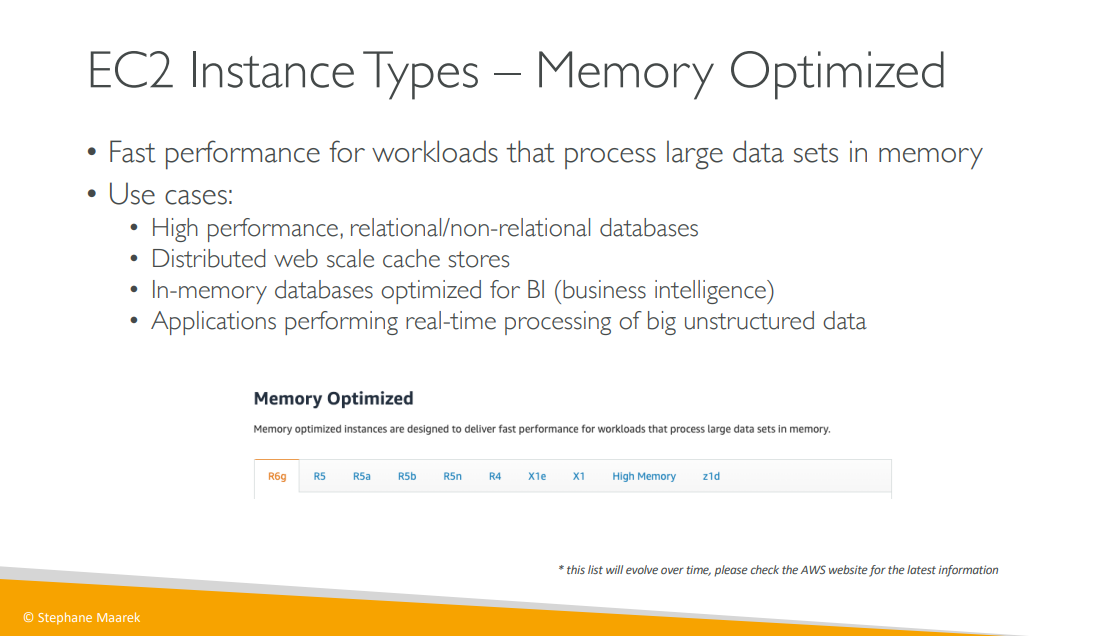 EC2 Instance Types – Memory Optimized
• Fast performance for workloads that process large data sets in memory
• Use cases:
• High performance, relational/non-relational databases
• Distributed web scale cache stores
• In-memory databases optimized for BI (business intelligence)
• Applications performing real-time processing of big unstructured data
Memory Optimized
Memory optimized instances are designed to deliver fast performance for workloads that process large data sets in memory.
R6g R5 R5a R5b R5n R4 X1e X1 High Memory z1d
* this list will evolve over time, please check the AWS website for the latest information
© Stephane Maarek